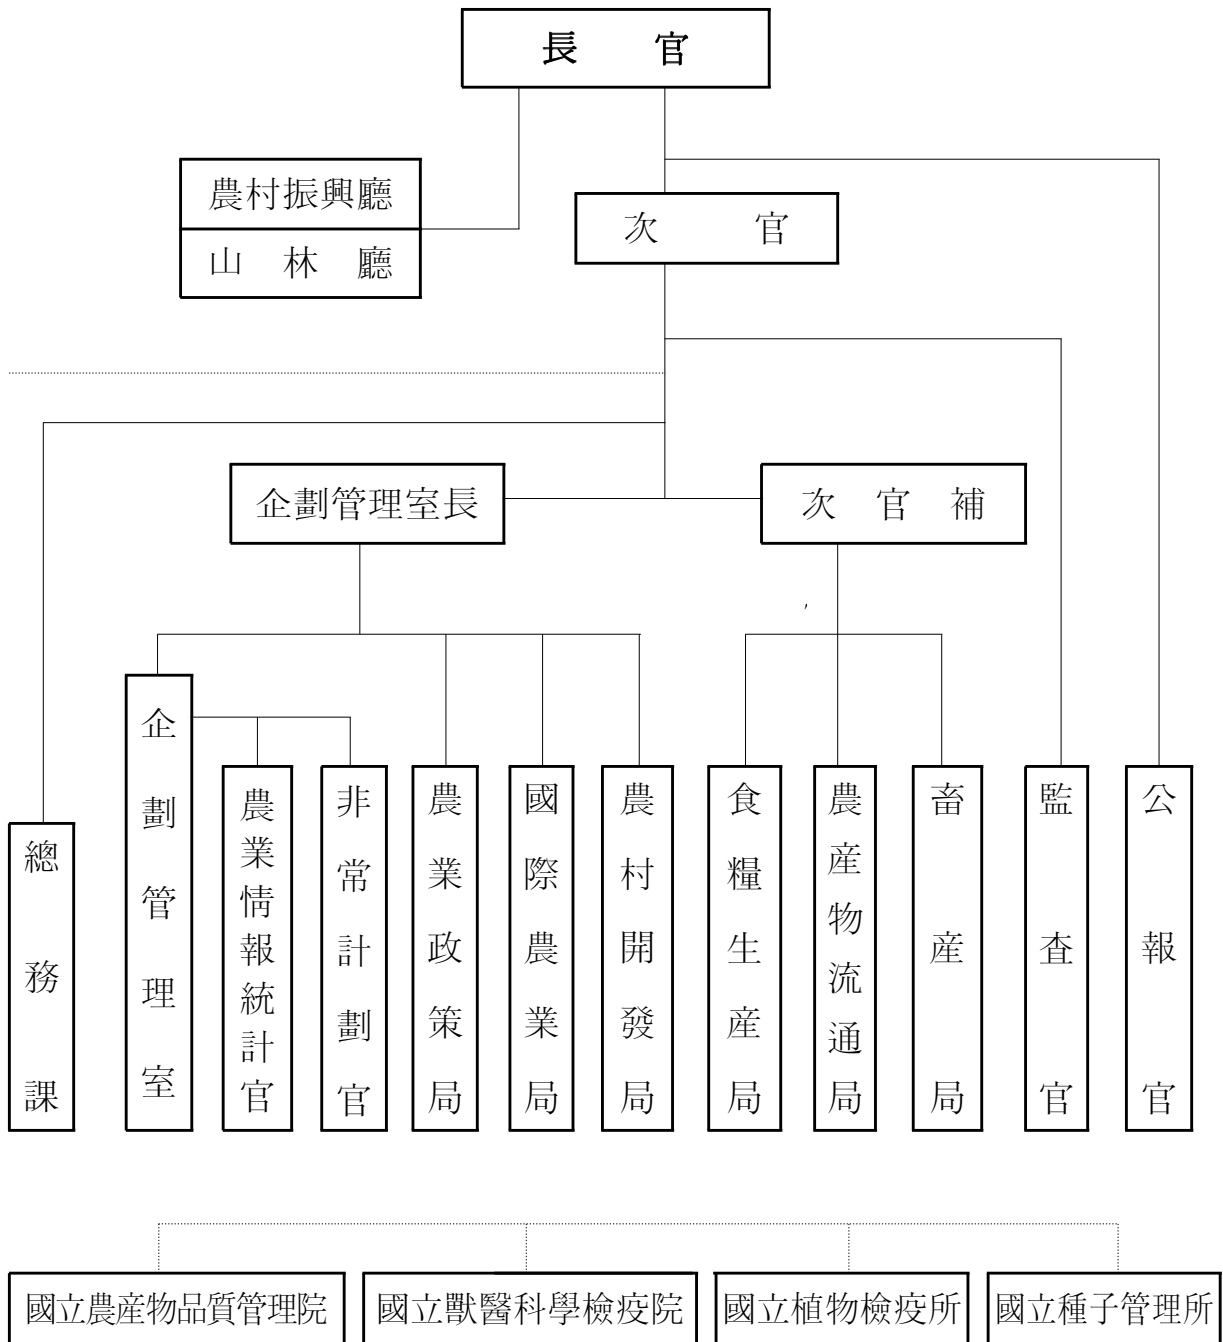 長 官
農村振興廳
山 林 廳
次 官
企劃管理室長
次 官 補
總務課
企劃管理室
農業情報統計官
非常計劃官
農業政策局
國際農業局
農村開發局
食糧生産局
農産物流通局
畜産局
監査官
公報官
國立農産物品質管理院
國立獸醫科學檢疫院
國立植物檢疫所
國立種子管理所